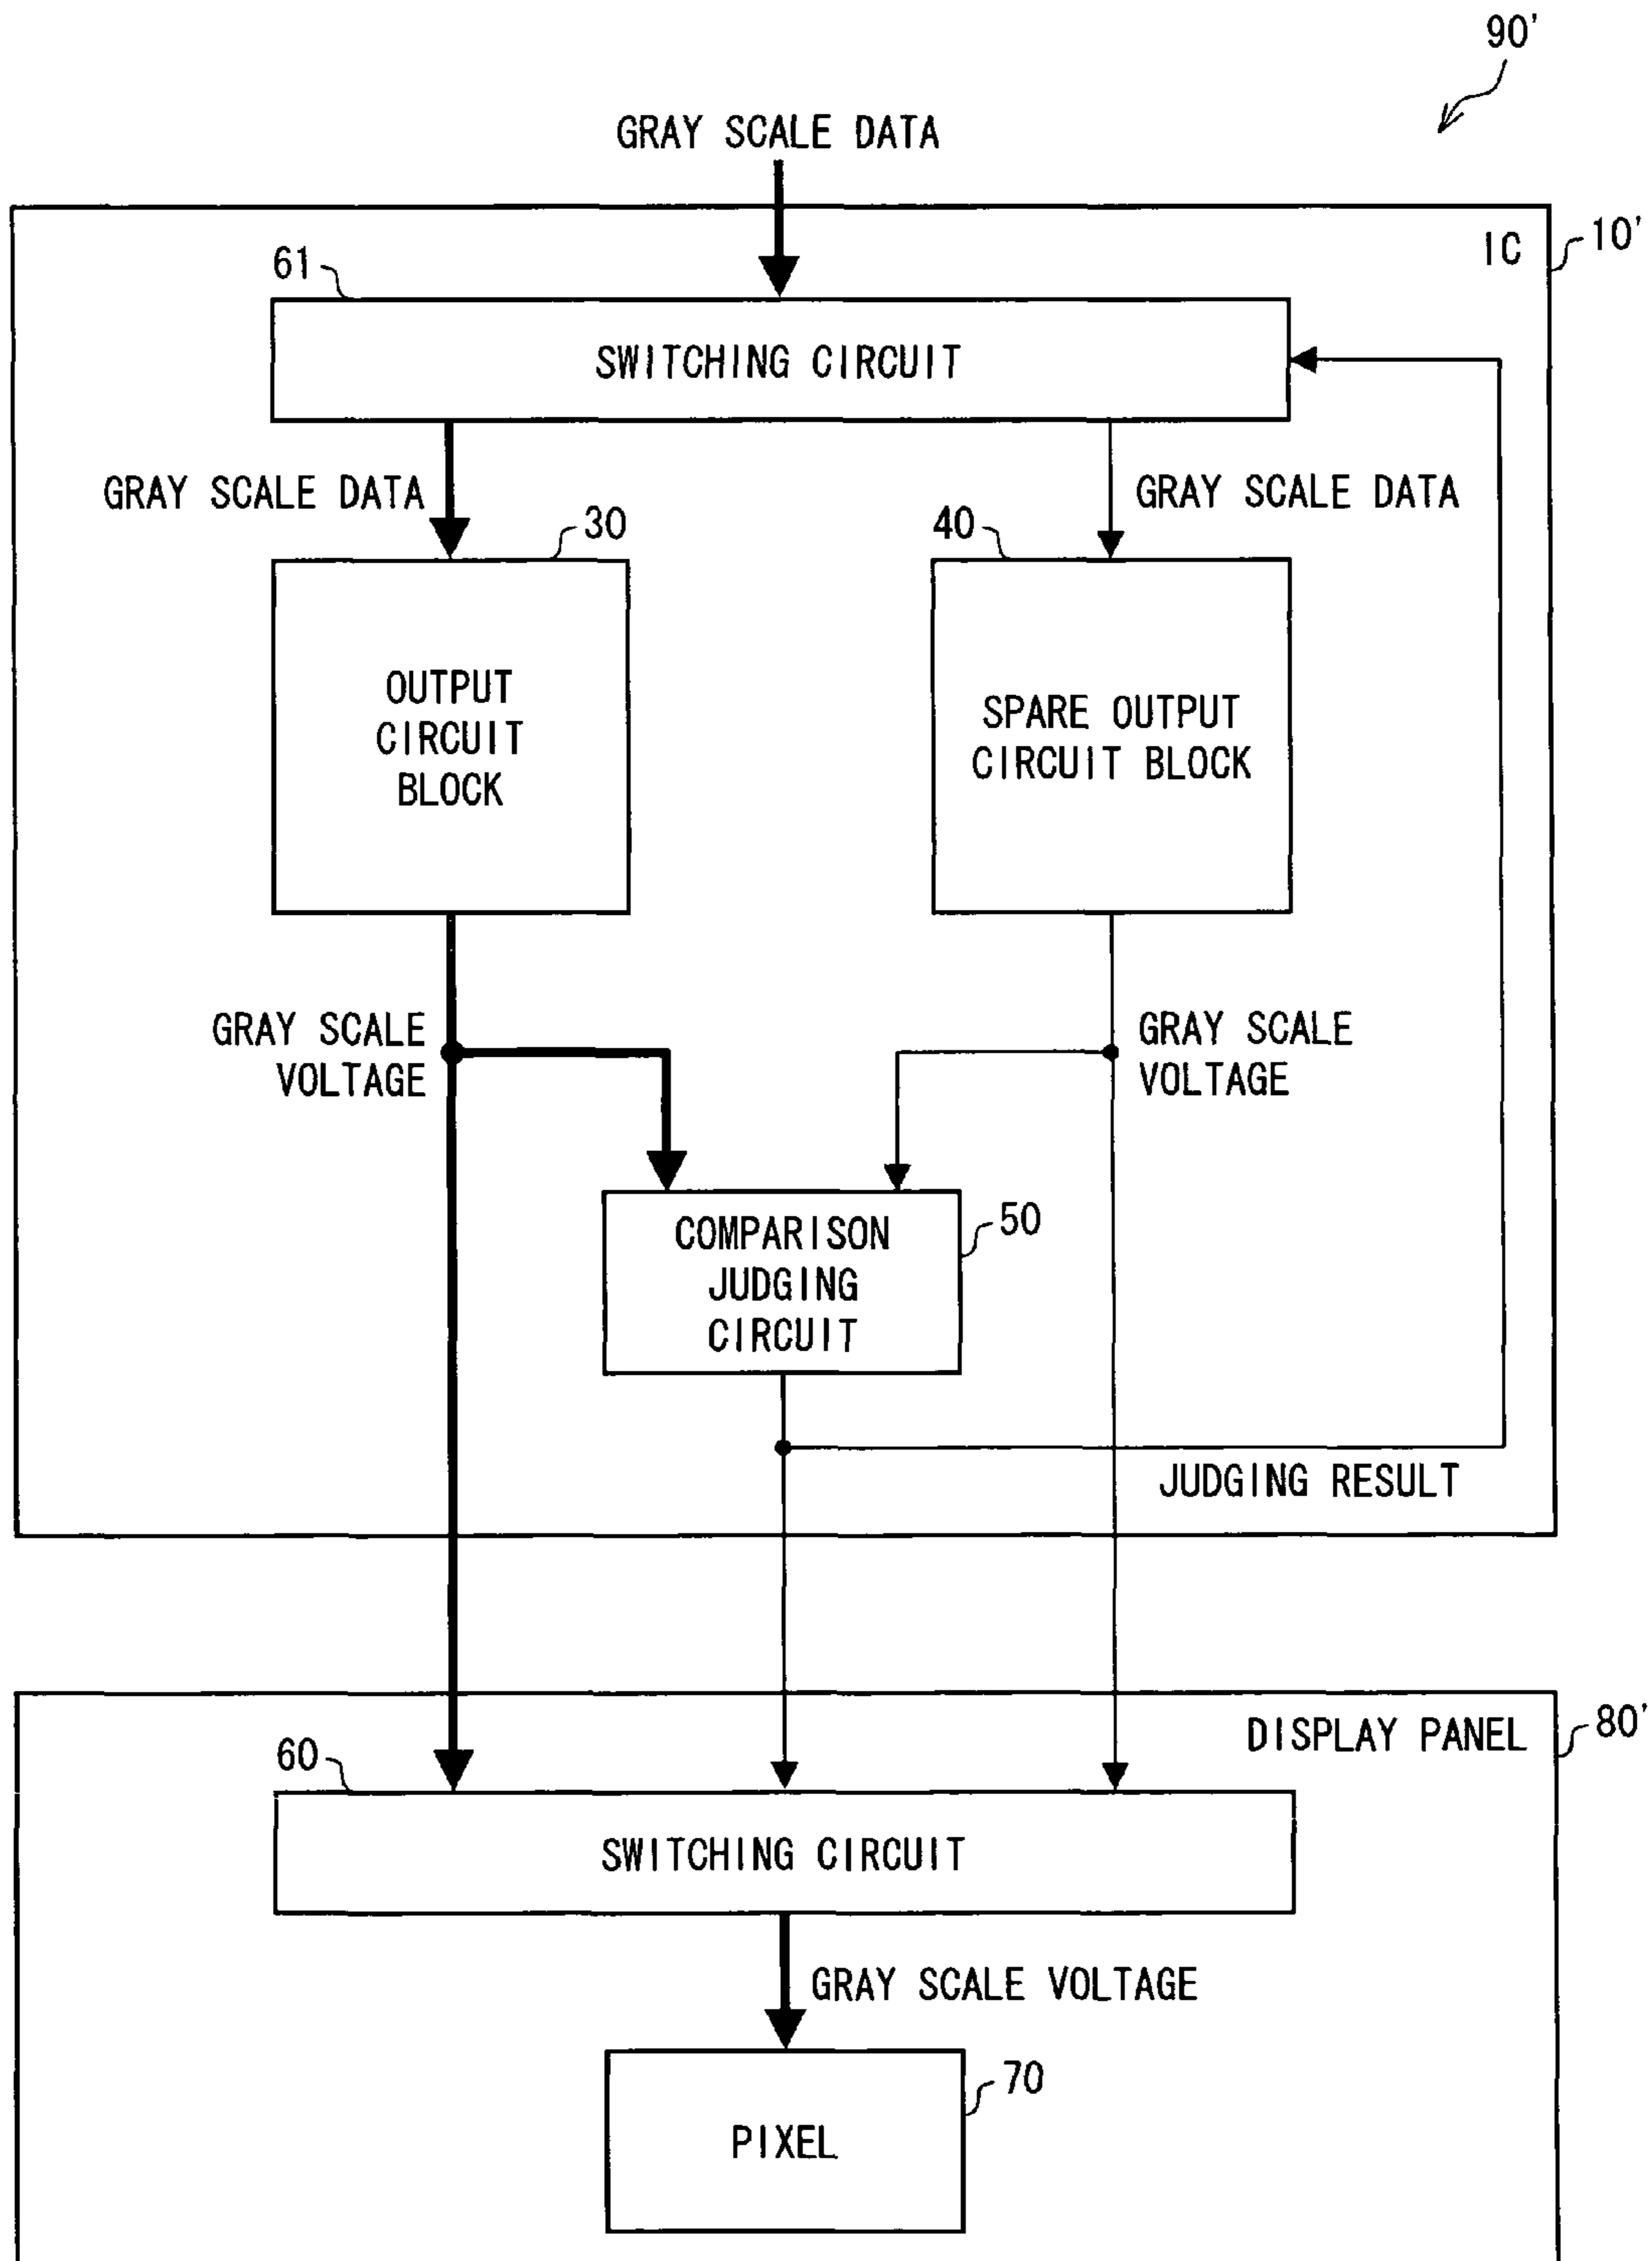 90'
GRAY SCALE DATA
IC
10'
61
SWITCHING CIRCUIT
GRAY SCALE DATA
GRAY SCALE DATA
30
40
OUTPUT
CIRCUIT
BLOCK
SPARE OUTPUT
CIRCUIT BLOCK
GRAY SCALE
VOLTAGE
GRAY SCALE
VOLTAGE
50
COMPARISON
JUDGING
CIRCUIT
JUDGING RESULT
DISPLAY PANEL
80'
60
SWITCHING CIRCUIT
GRAY SCALE VOLTAGE
70
PIXEL